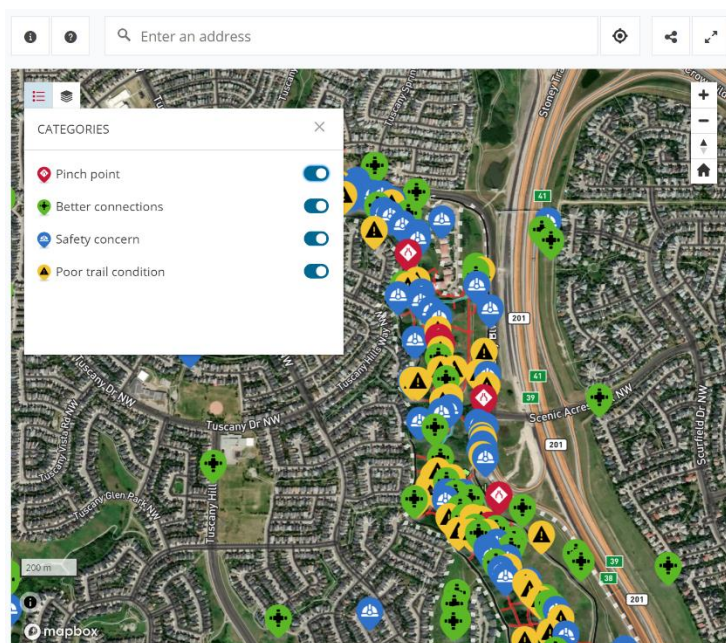 Enter an address
CATEGORIES
Pinch point
Better connections
Safety concern
Poor trail condition
Stoney Tra
41
201
Tuscany Hills Way NW
41
39
Scenic Acres
NW
201
Tuscany Dr NW
Tuscany Vista Rd NW
Scurfield Dr NW
Tuscany Hill
Tuscany Glen Park NW
200 m
39
38
201
mapbox